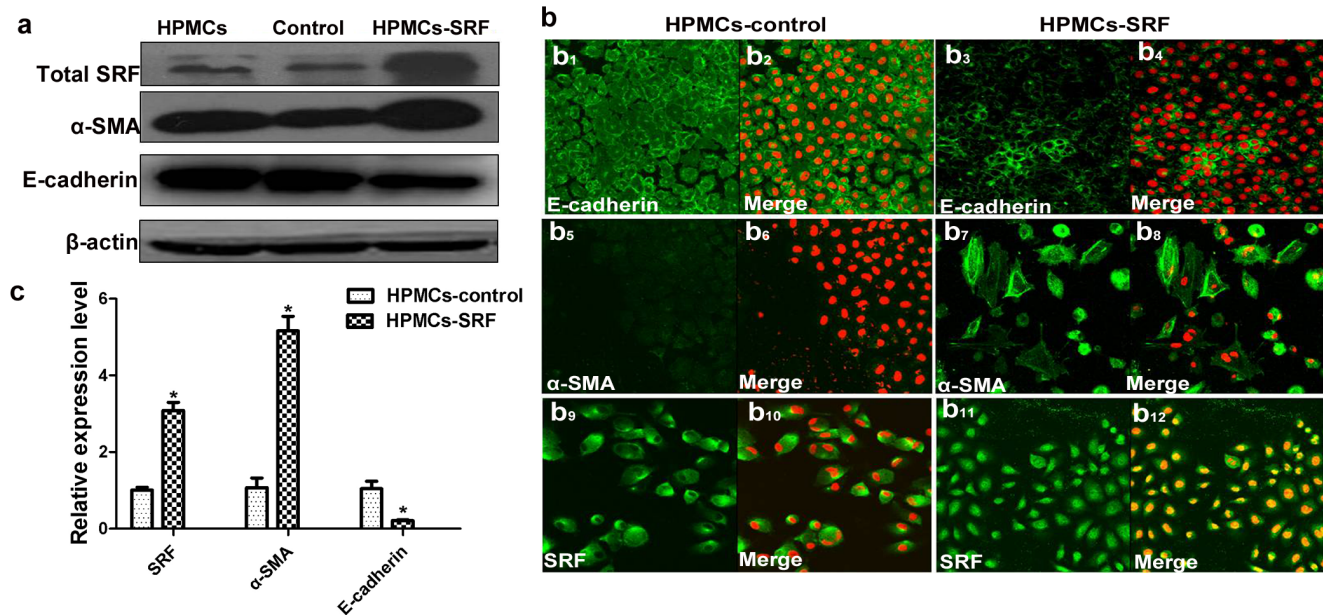 a
HPMCs Control HPMCs-SRF
Total SRF
α-SMA
E-cadherin
β-actin
b
HPMCs-control HPMCs-SRF
b1 b2 b3 b4
E-cadherin Merge E-cadherin Merge
b5 b6 b7 b8
α-SMA Merge α-SMA Merge
b9 b10 b11 b12
SRF Merge SRF Merge
c
Relative expression level
6
4
2
0
HPMCs-control
HPMCs-SRF
* * *
SRF α-SMA E-cadherin